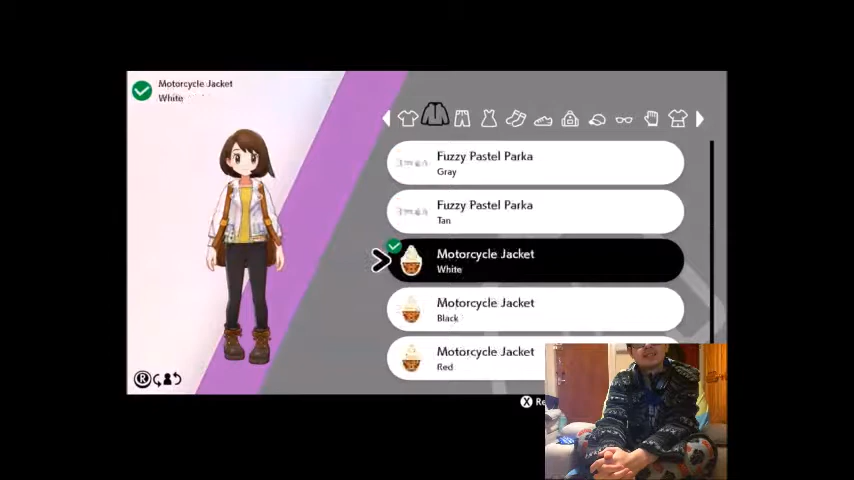 Motorcycle Jacket
White
Fuzzy Pastel Parka
Gray
Fuzzy Pastel Parka
Tan
Motorcycle Jacket
White
Motorcycle Jacket
Black
Motorcycle Jacket
Red
R
X Re